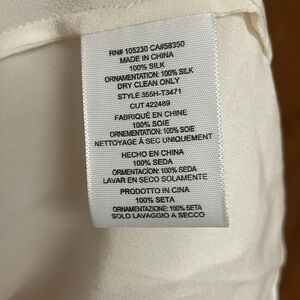 RN# 105230 CA#58350
MADE IN CHINA
100% SILK
ORNAMENTATION: 100% SILK
DRY CLEAN ONLY
STYLE 355H-T3471
CUT 422489
FABRIQUÉ EN CHINE
100% SOIE
ORNEMENTATION: 100% SOIE
NETTOYAGE À SEC UNIQUEMENT
HECHO EN CHINA
100% SEDA
ORMENTACÍON: 100% SEDA
LAVAR EN SECO SOLAMENTE
PRODOTTO IN CINA
100% SETA
ORNAMENTAZIONE: 100% SETA
SOLO LAVAGGIO A SECCO